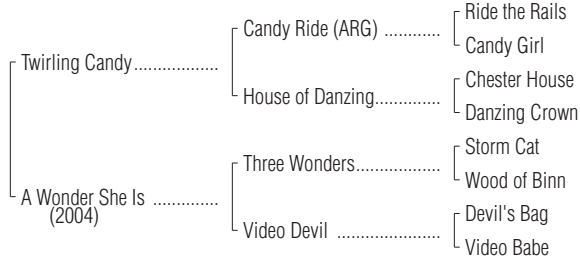 Ride the Rails
Candy Ride (ARG) ............
Candy Girl
Twirling Candy..................
Chester House
House of Danzing..............
Danzing Crown
Storm Cat
Three Wonders..................
Wood of Binn
A Wonder She Is ..............
(2004)
Devil's Bag
Video Devil ......................
Video Babe